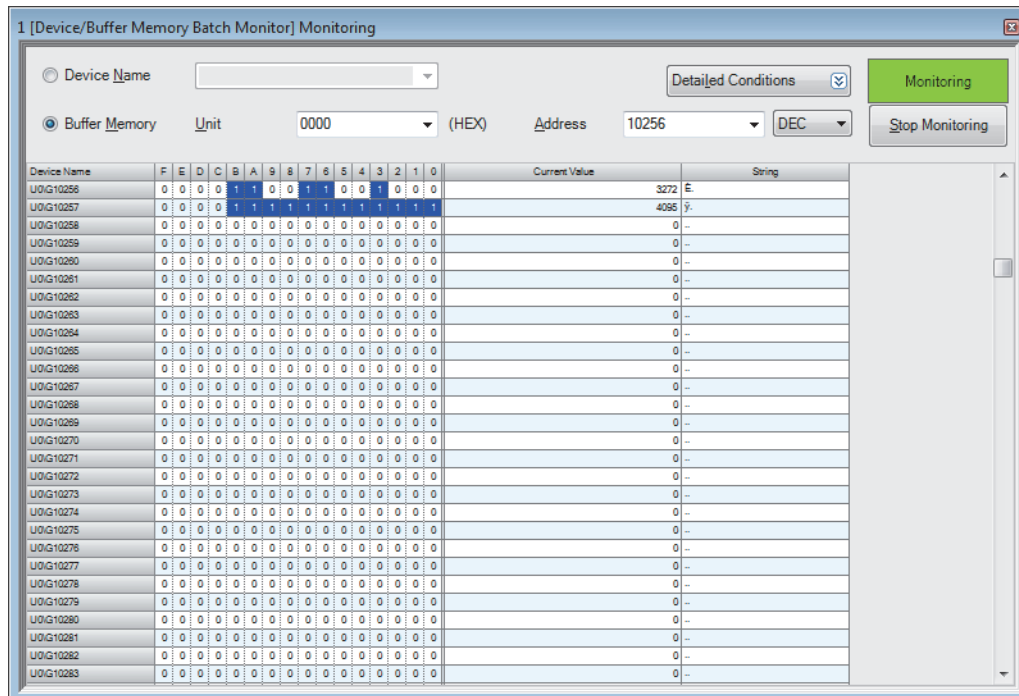 1 [Device/Buffer Memory Batch Monitor] Monitoring
Device Name
Detailed Conditions
Monitoring
Buffer Memory Unit 0000 (HEX) Address 10256 DEC
Stop Monitoring
Device Name F E D C B A 9 8 7 6 5 4 3 2 1 0 Current Value String
U0\G10256 0 0 0 0 1 1 0 0 1 1 0 0 1 0 0 0 3272 È.
U0\G10257 0 0 0 0 1 1 1 1 1 1 1 1 1 1 1 1 4095 ÿ.
U0\G10258 0 0 0 0 0 0 0 0 0 0 0 0 0 0 0 0 0 ..
U0\G10259 0 0 0 0 0 0 0 0 0 0 0 0 0 0 0 0 0 ..
U0\G10260 0 0 0 0 0 0 0 0 0 0 0 0 0 0 0 0 0 ..
U0\G10261 0 0 0 0 0 0 0 0 0 0 0 0 0 0 0 0 0 ..
U0\G10262 0 0 0 0 0 0 0 0 0 0 0 0 0 0 0 0 0 ..
U0\G10263 0 0 0 0 0 0 0 0 0 0 0 0 0 0 0 0 0 ..
U0\G10264 0 0 0 0 0 0 0 0 0 0 0 0 0 0 0 0 0 ..
U0\G10265 0 0 0 0 0 0 0 0 0 0 0 0 0 0 0 0 0 ..
U0\G10266 0 0 0 0 0 0 0 0 0 0 0 0 0 0 0 0 0 ..
U0\G10267 0 0 0 0 0 0 0 0 0 0 0 0 0 0 0 0 0 ..
U0\G10268 0 0 0 0 0 0 0 0 0 0 0 0 0 0 0 0 0 ..
U0\G10269 0 0 0 0 0 0 0 0 0 0 0 0 0 0 0 0 0 ..
U0\G10270 0 0 0 0 0 0 0 0 0 0 0 0 0 0 0 0 0 ..
U0\G10271 0 0 0 0 0 0 0 0 0 0 0 0 0 0 0 0 0 ..
U0\G10272 0 0 0 0 0 0 0 0 0 0 0 0 0 0 0 0 0 ..
U0\G10273 0 0 0 0 0 0 0 0 0 0 0 0 0 0 0 0 0 ..
U0\G10274 0 0 0 0 0 0 0 0 0 0 0 0 0 0 0 0 0 ..
U0\G10275 0 0 0 0 0 0 0 0 0 0 0 0 0 0 0 0 0 ..
U0\G10276 0 0 0 0 0 0 0 0 0 0 0 0 0 0 0 0 0 ..
U0\G10277 0 0 0 0 0 0 0 0 0 0 0 0 0 0 0 0 0 ..
U0\G10278 0 0 0 0 0 0 0 0 0 0 0 0 0 0 0 0 0 ..
U0\G10279 0 0 0 0 0 0 0 0 0 0 0 0 0 0 0 0 0 ..
U0\G10280 0 0 0 0 0 0 0 0 0 0 0 0 0 0 0 0 0 ..
U0\G10281 0 0 0 0 0 0 0 0 0 0 0 0 0 0 0 0 0 ..
U0\G10282 0 0 0 0 0 0 0 0 0 0 0 0 0 0 0 0 0 ..
U0\G10283 0 0 0 0 0 0 0 0 0 0 0 0 0 0 0 0 0 ..